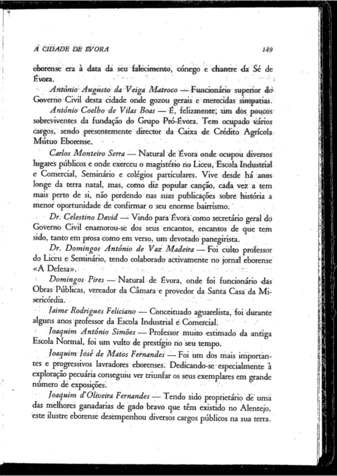 A CIDADE DE EVORA 149
eborense era à data da seu falecimento, cónego e chantre da Sé de
Évora.
António Augusto da Veiga Matroco — Funcionário superior do
Governo Civil desta cidade onde gozou gerais e merecidas simpatias.
António Coelho de Vilas Boas — É, felizmente, um dos poucos
sobreviventes da fundação do Grupo Pró-Évora. Tem ocupado vários
cargos, sendo presentemente director da Caixa de Crédito Agrícola
Mútuo Eborense.
Carlos Monteiro Serra — Natural de Évora onde ocupou diversos
lugares públicos e onde exerceu o magistério no Liceu, Escola Industrial
e Comercial, Seminário e colégios particulares. Vive desde há anos
longe da terra natal, mas, como diz popular canção, cada vez a tem
mais perto de si, não perdendo nas suas publicações sobre história a
menor oportunidade de confirmar o seu enorme bairrismo.
Dr. Celestino David — Vindo para Évora como secretário geral do
Governo Civil enamorou-se dos seus encantos, encantos de que tem
sido, tanto em prosa como em verso, um devotado panegirista.
Dr. Domingos António de Vaz Madeira — Foi culto professor
do Liceu e Seminário, tendo colaborado activamente no jornal eborense
«A Defesa».
Domingos Pires — Natural de Évora, onde foi funcionário das
Obras Públicas, vereador da Câmara e provedor da Santa Casa da Mi-
sericórdia.
Jaime Rodrigues Feliciano — Conceituado aguarelista, foi durante
alguns anos professor da Escola Industrial e Comercial.
Joaquim António Simões — Professor muito estimado da antiga
Escola Normal, foi um vulto de prestígio no seu tempo.
Joaquim José de Matos Fernandes — Foi um dos mais importan-
tes e progressivos lavradores eborenses. Dedicando-se especialmente à
exploração pecuária conseguiu ver triunfar os seus exemplares em grande
número de exposições.
Joaquim d'Oliveira Fernandes — Tendo sido proprietário de uma
das melhores ganadarias de gado bravo que têm existido no Alentejo,
este ilustre eborense desempenhou diversos cargos públicos na sua terra.